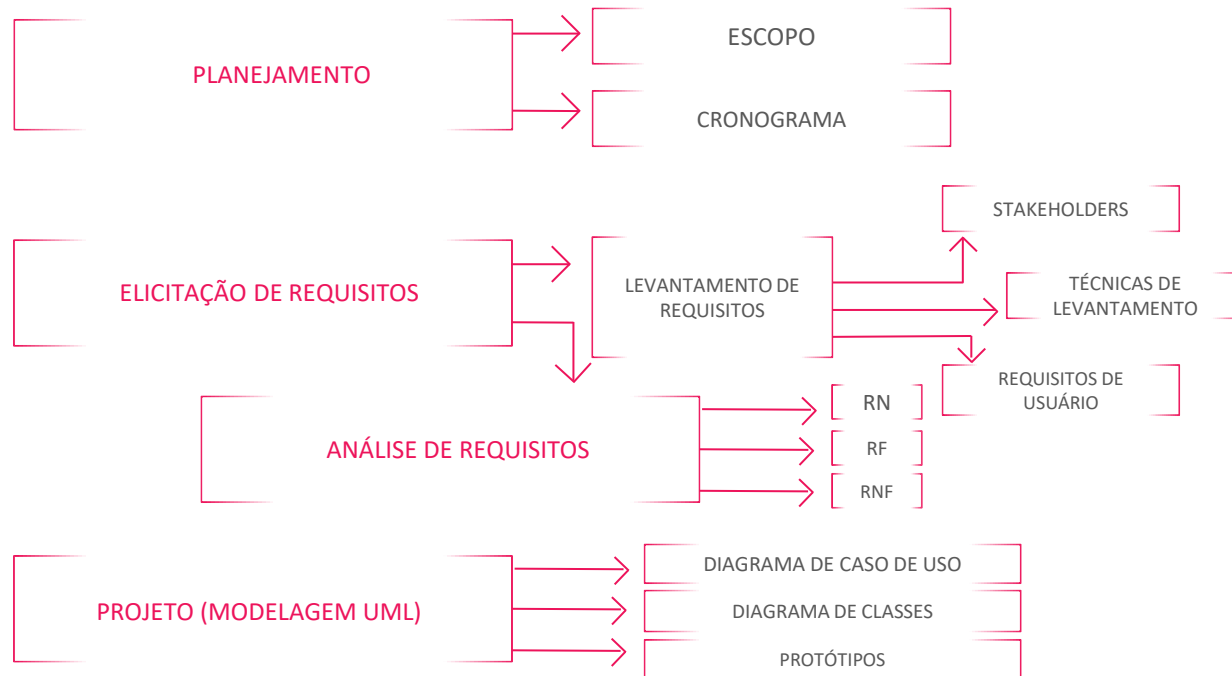 ESCOPO
PLANEJAMENTO
CRONOGRAMA
STAKEHOLDERS
ELICITAÇÃO DE REQUISITOS
LEVANTAMENTO DE
REQUISITOS
TÉCNICAS DE
LEVANTAMENTO
REQUISITOS DE
USUÁRIO
ANÁLISE DE REQUISITOS
RN
RF
RNF
PROJETO (MODELAGEM UML)
DIAGRAMA DE CASO DE USO
DIAGRAMA DE CLASSES
PROTÓTIPOS